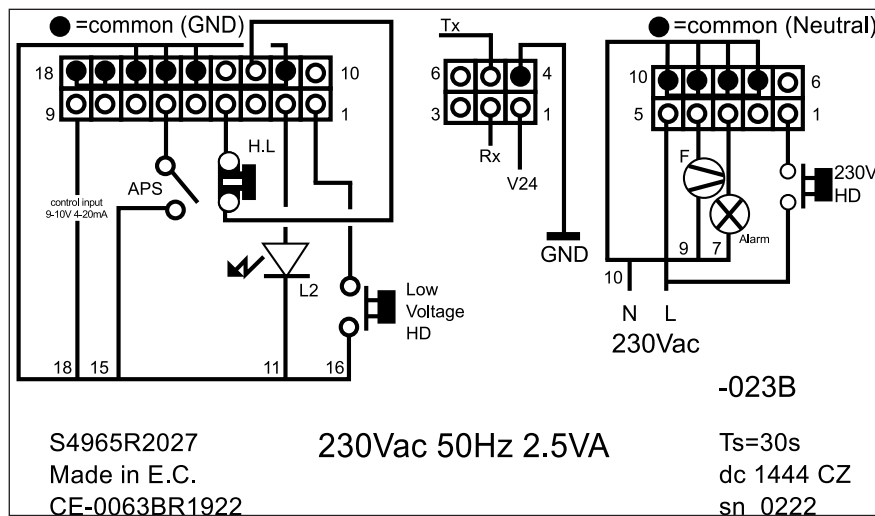 =common (GND)
18
10
9
1
H.L
APS
control input
9-10V 4-20mA
L2
Low
Voltage
HD
18
15
11
16
Tx
6
4
3
1
Rx
V24
GND
=common (Neutral)
10
6
5
1
F
230V
HD
Alarm
9
7
10
N
L
230Vac
-023B
S4965R2027
Made in E.C.
CE-0063BR1922
230Vac 50Hz 2.5VA
Ts=30s
dc 1444 CZ
sn 0222